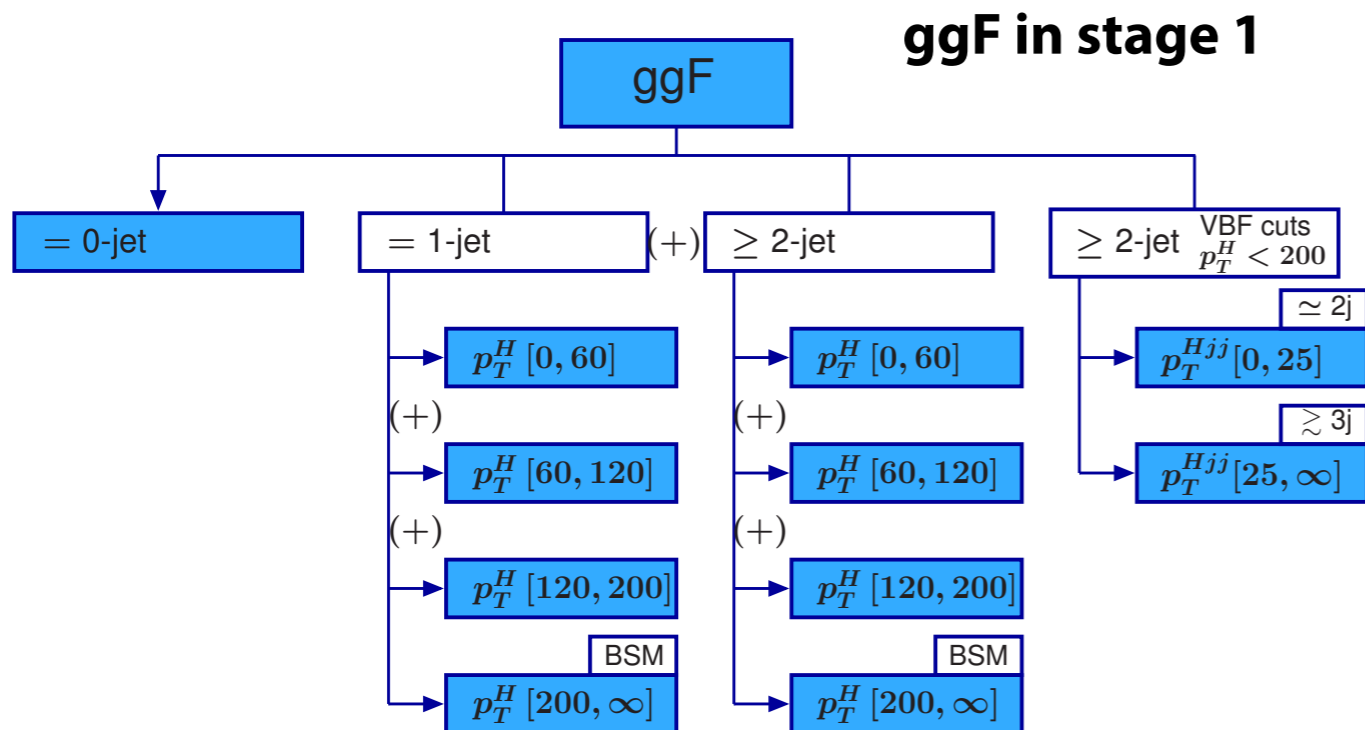 ggF in stage 1
ggF
= 0-jet
= 1-jet
(+)
≥ 2-jet
≥ 2-jet VBF cuts
p_T^H < 200
≃ 2j
p_T^H [0, 60]
p_T^H [0, 60]
p_T^{Hjj} [0, 25]
(+)
(+)
≳ 3j
p_T^H [60, 120]
p_T^H [60, 120]
p_T^{Hjj} [25, ∞]
(+)
(+)
p_T^H [120, 200]
p_T^H [120, 200]
BSM
BSM
p_T^H [200, ∞]
p_T^H [200, ∞]